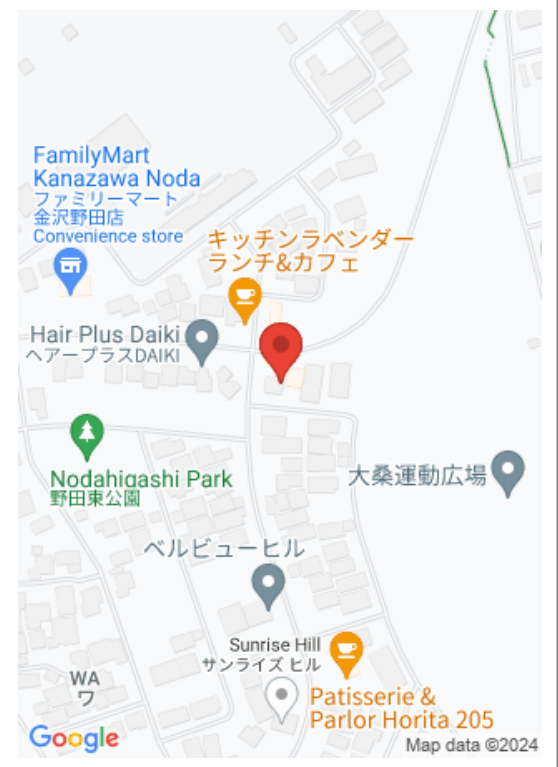 FamilyMart
Kanazawa Noda
ファミリーマート
金沢野田店
Convenience store
キッチンラベンダー
ランチ&カフェ
Hair Plus Daiki
ヘアープラスDAIKI
Nodahigashi Park
野田東公園
大桑運動広場
ベルビューヒル
Sunrise Hill
サンライズ ヒル
WA
ワ
Patisserie &
Parlor Horita 205
Google
Map data ©2024